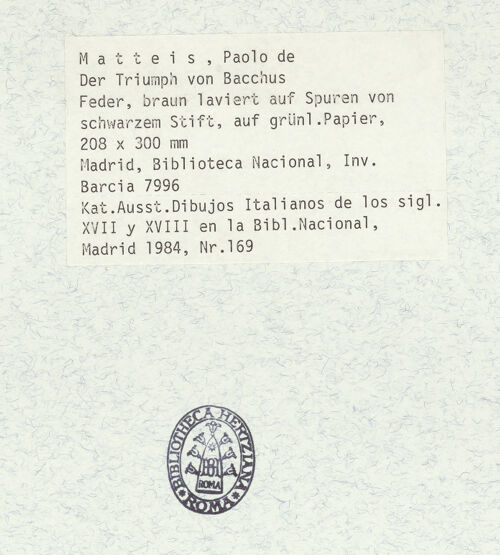 M a t t e i s , Paolo de
Der Triumph von Bacchus
Feder, braun laviert auf Spuren von
schwarzem Stift, auf grünl.Papier,
208 x 300 mm
Madrid, Biblioteca Nacional, Inv.
Barcia 7996
Kat.Ausst.Dibujos Italianos de los sigl.
XVII y XVIII en la Bibl.Nacional,
Madrid 1984, Nr.169
BIBLIOTHECA HERTZIANA
BH
ROMA
ROMA